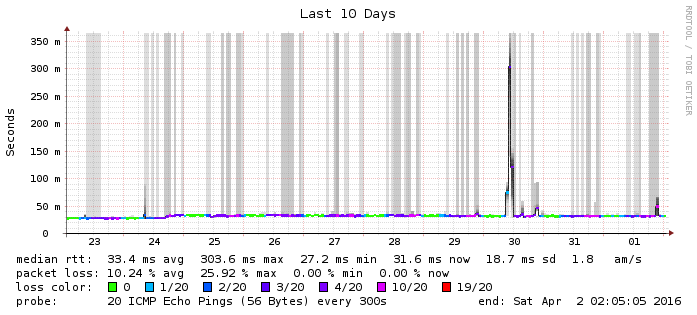 Last 10 Days
RRDTOOL / TOBI OETIKER
Seconds
350 m
300 m
250 m
200 m
150 m
100 m
50 m
0
23 24 25 26 27 28 29 30 31 01
median rtt: 33.4 ms avg 303.6 ms max 27.2 ms min 31.6 ms now 18.7 ms sd 1.8 am/s
packet loss: 10.24 % avg 25.92 % max 0.00 % min 0.00 % now
loss color: 0 1/20 2/20 3/20 4/20 10/20 19/20
probe: 20 ICMP Echo Pings (56 Bytes) every 300s end: Sat Apr 2 02:05:05 2016